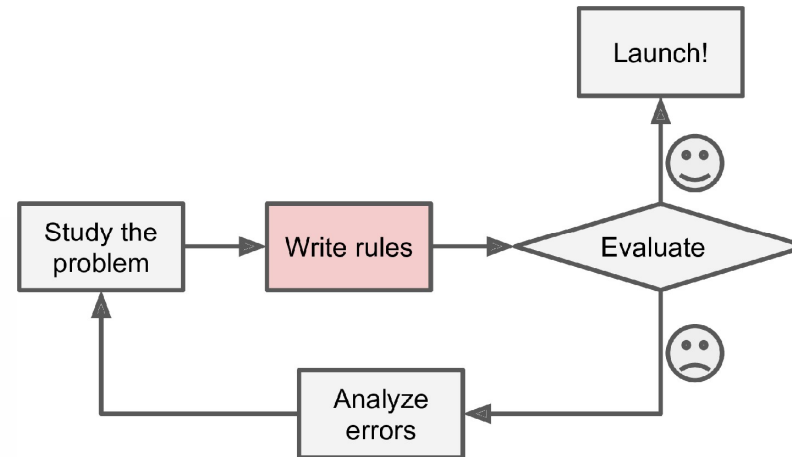 Launch!
Study the
problem
Write rules
Evaluate
Analyze
errors